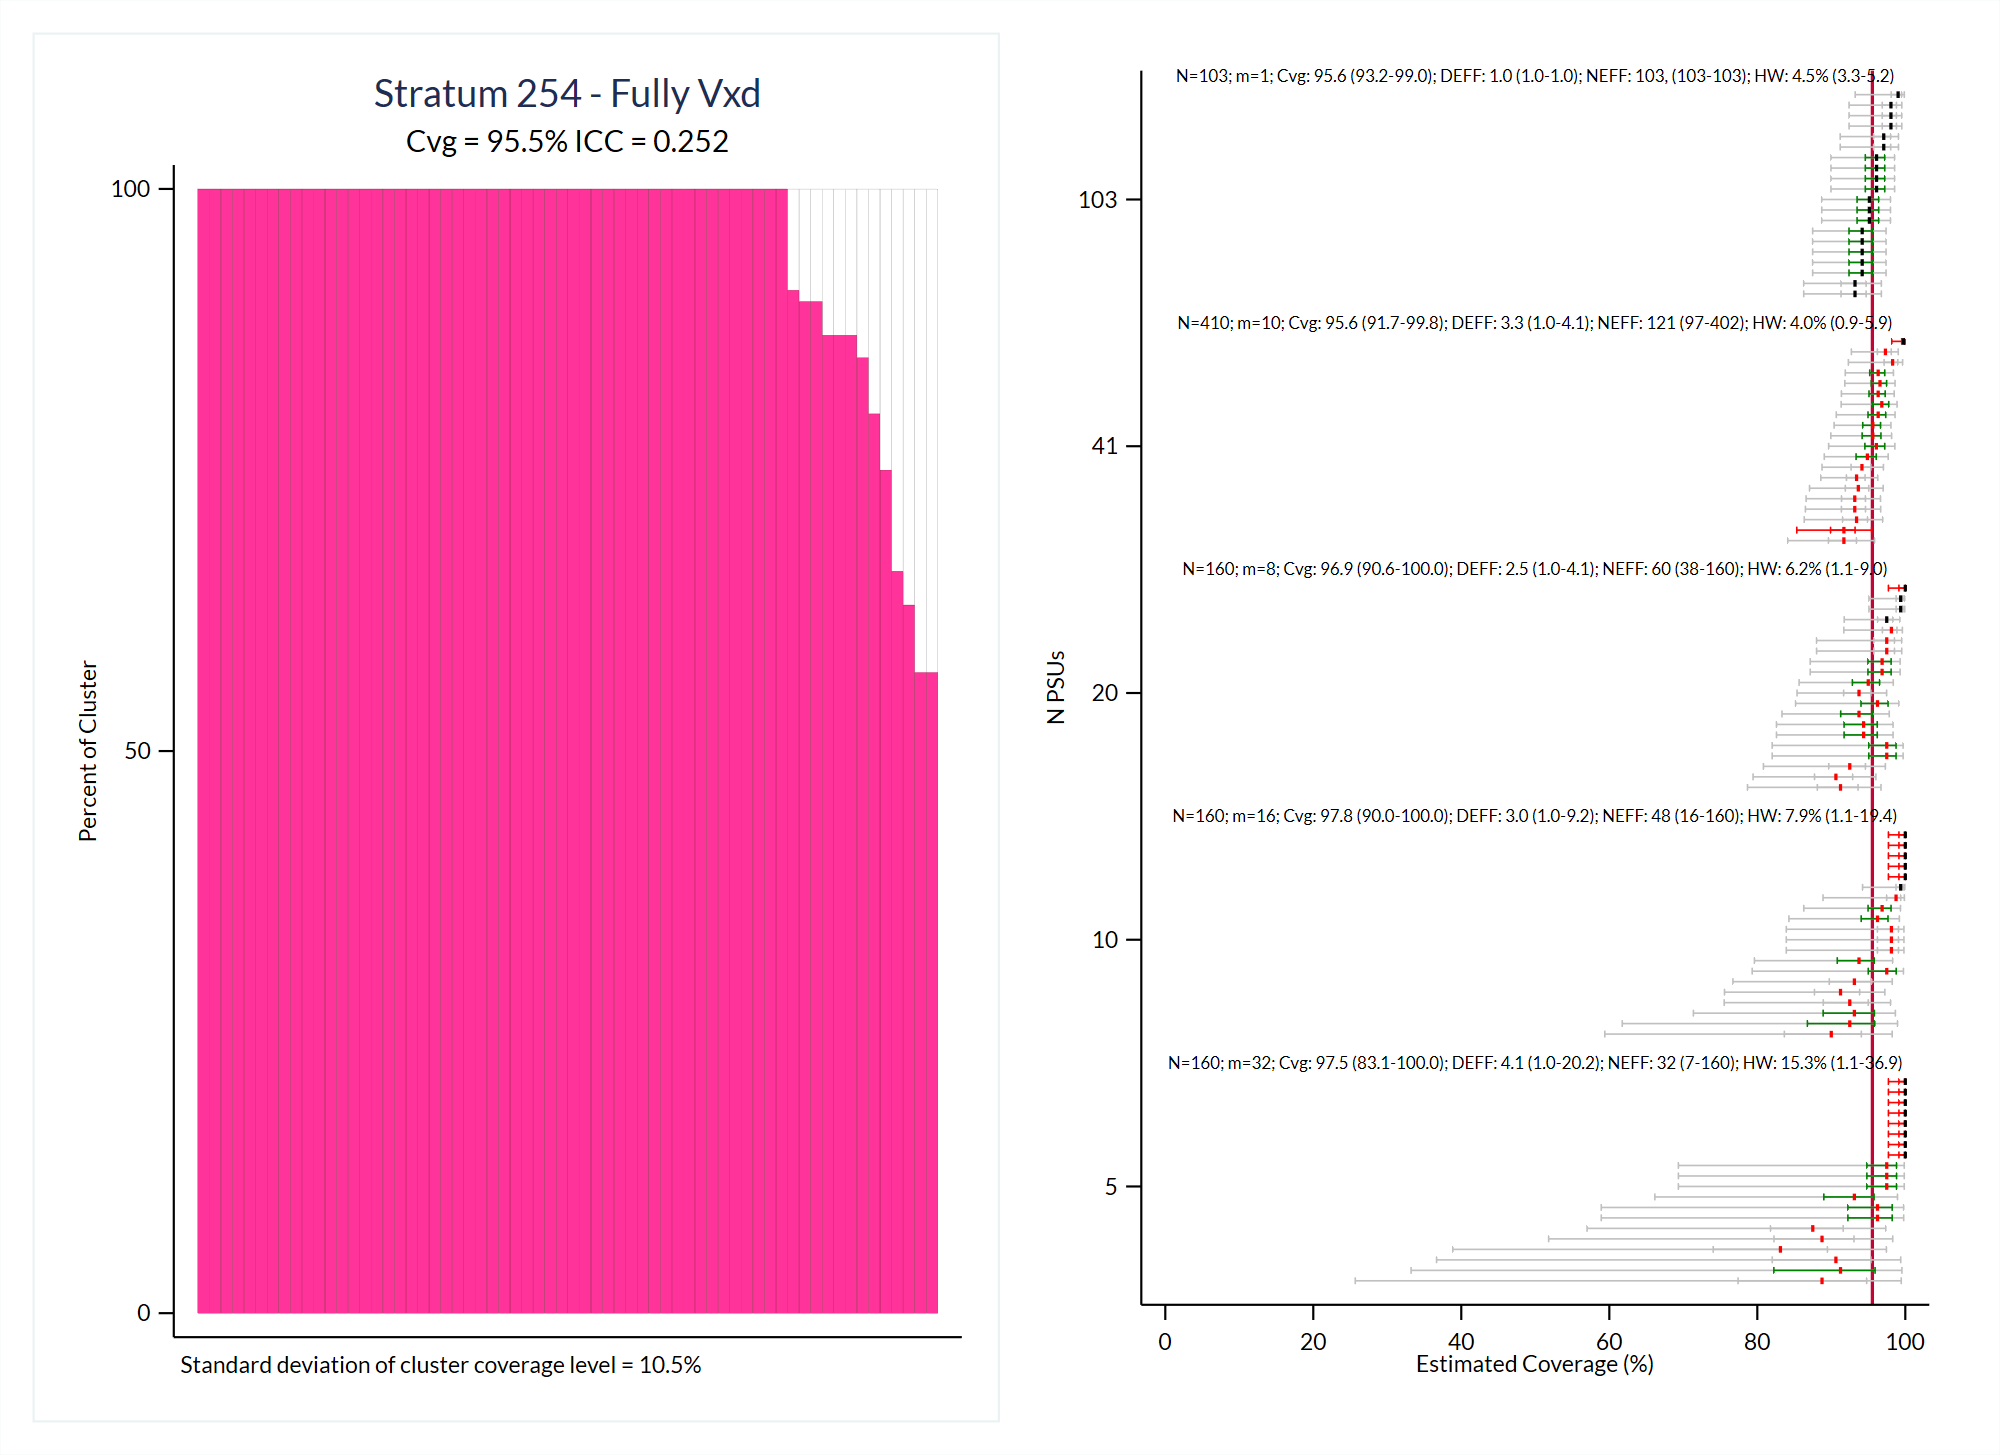 Stratum 254 - Fully Vxd
Cvg = 95.5% ICC = 0.252
100
50
0
Percent of Cluster
Standard deviation of cluster coverage level = 10.5%
N=103; m=1; Cvg: 95.6 (93.2-99.0); DEFF: 1.0 (1.0-1.0); NEFF: 103, (103-103); HW: 4.5% (3.3-5.2)
103
N=410; m=10; Cvg: 95.6 (91.7-99.8); DEFF: 3.3 (1.0-4.1); NEFF: 121 (97-402); HW: 4.0% (0.9-5.9)
41
N=160; m=8; Cvg: 96.9 (90.6-100.0); DEFF: 2.5 (1.0-4.1); NEFF: 60 (38-160); HW: 6.2% (1.1-9.0)
20
N PSUs
N=160; m=16; Cvg: 97.8 (90.0-100.0); DEFF: 3.0 (1.0-9.2); NEFF: 48 (16-160); HW: 7.9% (1.1-19.4)
10
N=160; m=32; Cvg: 97.5 (83.1-100.0); DEFF: 4.1 (1.0-20.2); NEFF: 32 (7-160); HW: 15.3% (1.1-36.9)
5
0 20 40 60 80 100
Estimated Coverage (%)